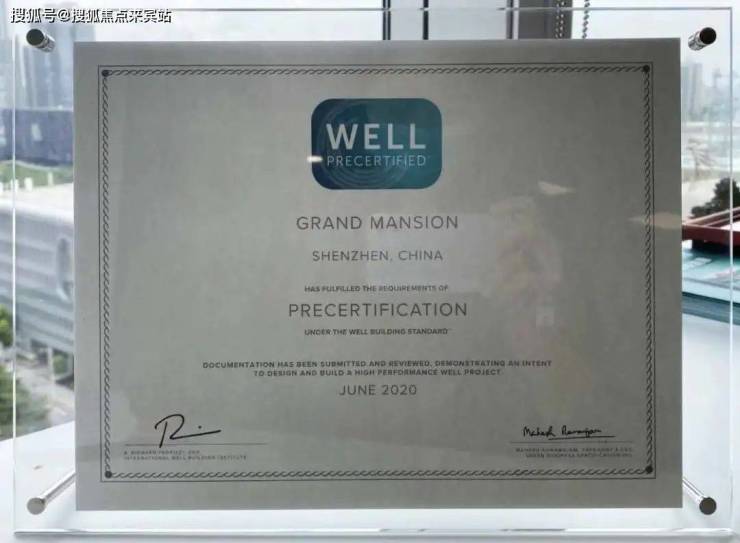 搜狐号@搜狐焦点来宾站
WELL
PRECERTIFIED
GRAND MANSION
SHENZHEN, CHINA
HAS FULFILLED THE REQUIREMENTS OF
PRECERTIFICATION
UNDER THE WELL BUILDING STANDARD™
DOCUMENTATION HAS BEEN SUBMITTED AND REVIEWED, DEMONSTRATING AN INTENT
TO DESIGN AND BUILD A HIGH PERFORMANCE WELL PROJECT
JUNE 2020
INTERNATIONAL WELL BUILDING INSTITUTE